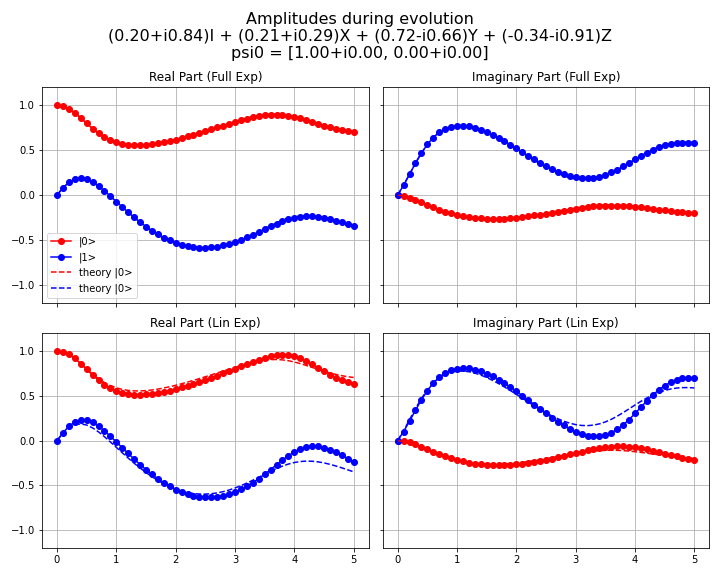 Amplitudes during evolution
(0.20+i0.84)I + (0.21+i0.29)X + (0.72-i0.66)Y + (-0.34-i0.91)Z
psi0 = [1.00+i0.00, 0.00+i0.00]
Real Part (Full Exp)
Imaginary Part (Full Exp)
1.0
0.5
0.0
−0.5
−1.0
|0>
|1>
theory |0>
theory |0>
Real Part (Lin Exp)
Imaginary Part (Lin Exp)
1.0
0.5
0.0
−0.5
−1.0
0 1 2 3 4 5
0 1 2 3 4 5